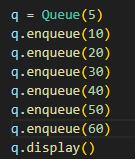 q = Queue(5)
q.enqueue(10)
q.enqueue(20)
q.enqueue(30)
q.enqueue(40)
q.enqueue(50)
q.enqueue(60)
q.display()